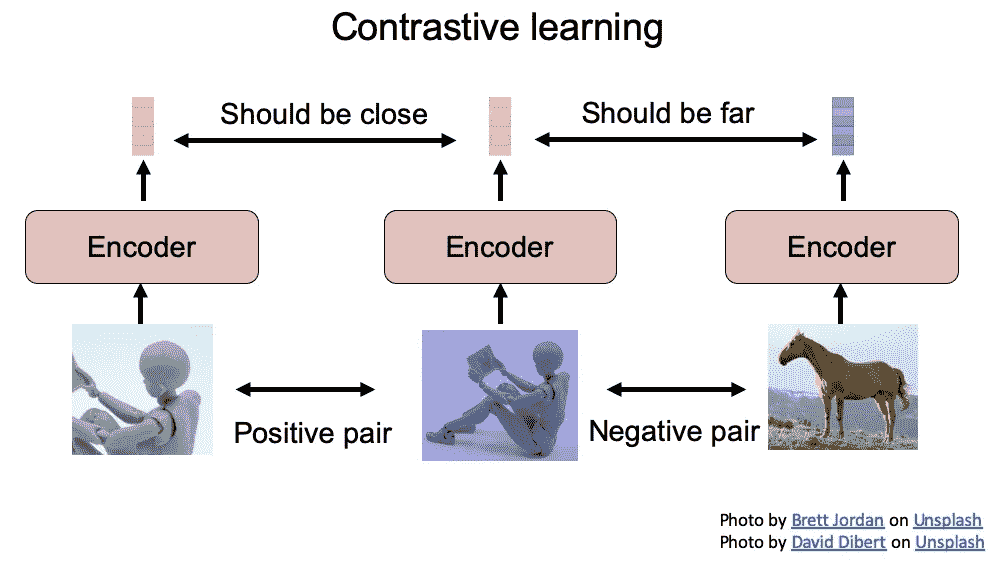 Contrastive learning
Should be close
Should be far
Encoder
Encoder
Encoder
Positive pair
Negative pair
Photo by Brett Jordan on Unsplash
Photo by David Dibert on Unsplash